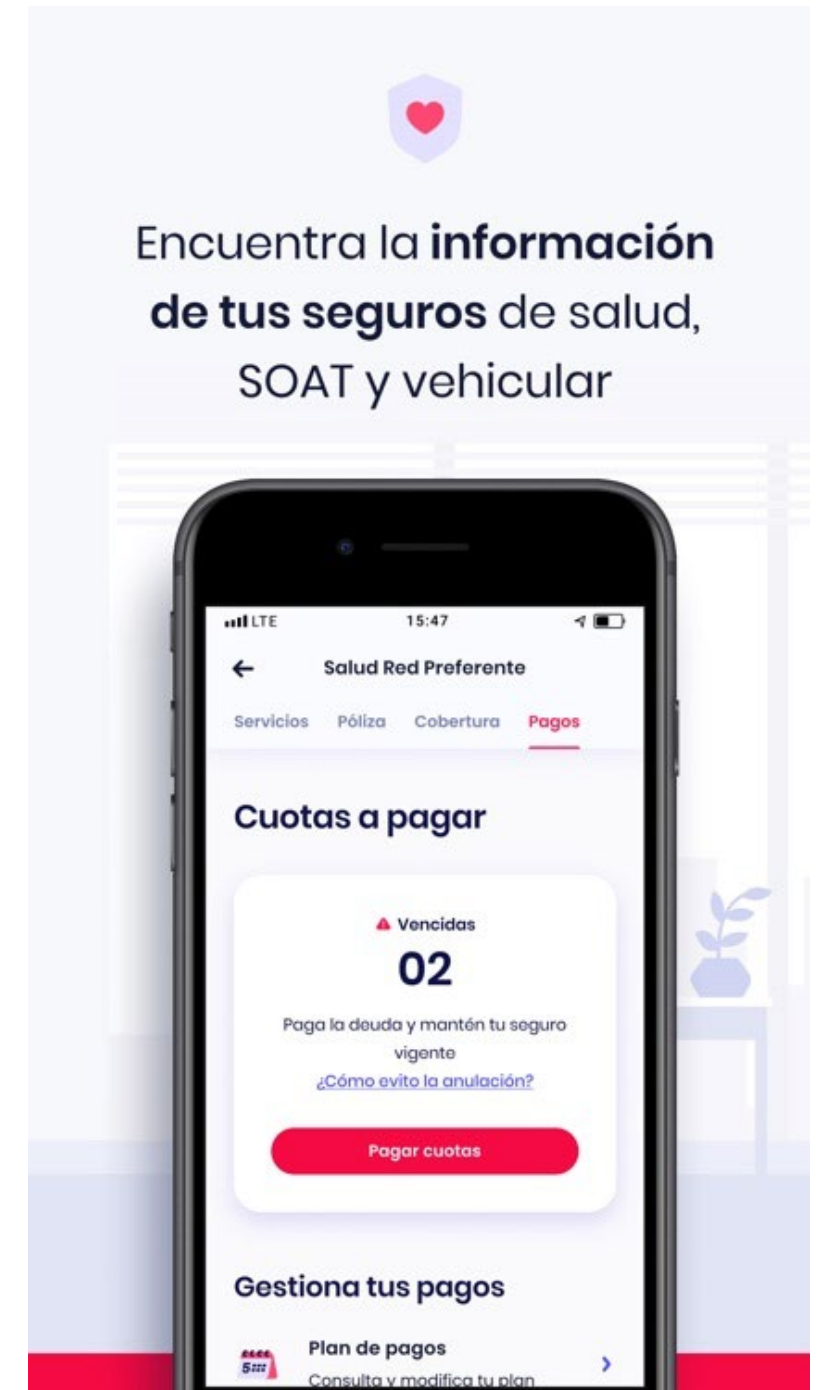 Encuentra la información
de tus seguros de salud,
SOAT y vehicular
LTE 15:47
Salud Red Preferente
Servicios Póliza Cobertura Pagos
Cuotas a pagar
Vencidas
02
Paga la deuda y mantén tu seguro
vigente
¿Cómo evito la anulación?
Pagar cuotas
Gestiona tus pagos
5
Plan de pagos
Consulta y modifica tu plan